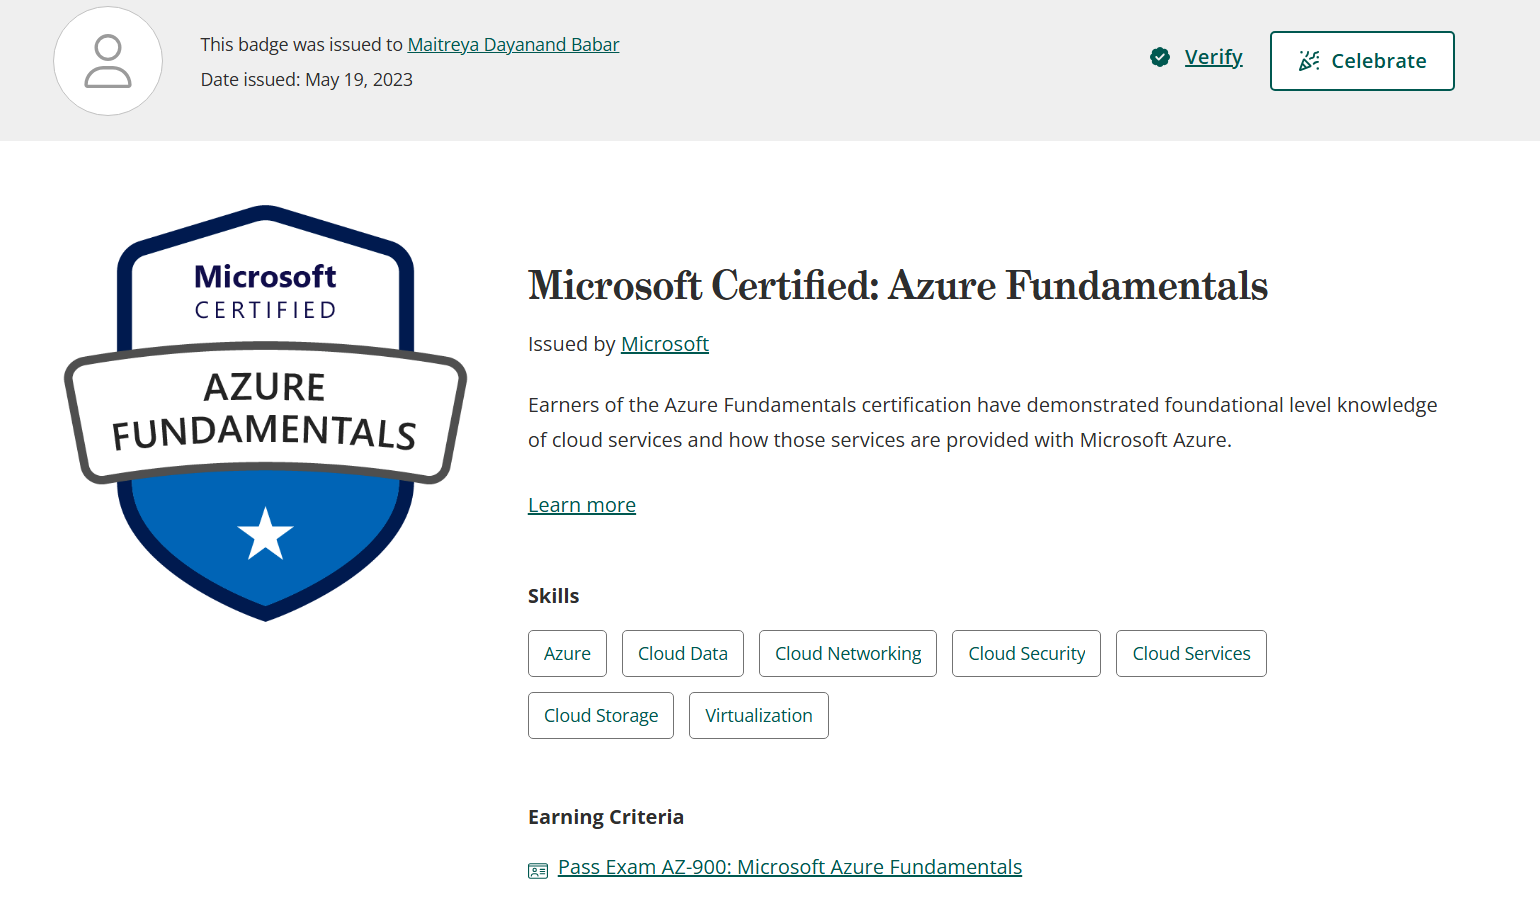 This badge was issued to Maitreya Dayanand Babar
Date issued: May 19, 2023
Verify
Celebrate
Microsoft
CERTIFIED
AZURE
FUNDAMENTALS
Microsoft Certified: Azure Fundamentals
Issued by Microsoft
Earners of the Azure Fundamentals certification have demonstrated foundational level knowledge
of cloud services and how those services are provided with Microsoft Azure.
Learn more
Skills
Azure
Cloud Data
Cloud Networking
Cloud Security
Cloud Services
Cloud Storage
Virtualization
Earning Criteria
Pass Exam AZ-900: Microsoft Azure Fundamentals